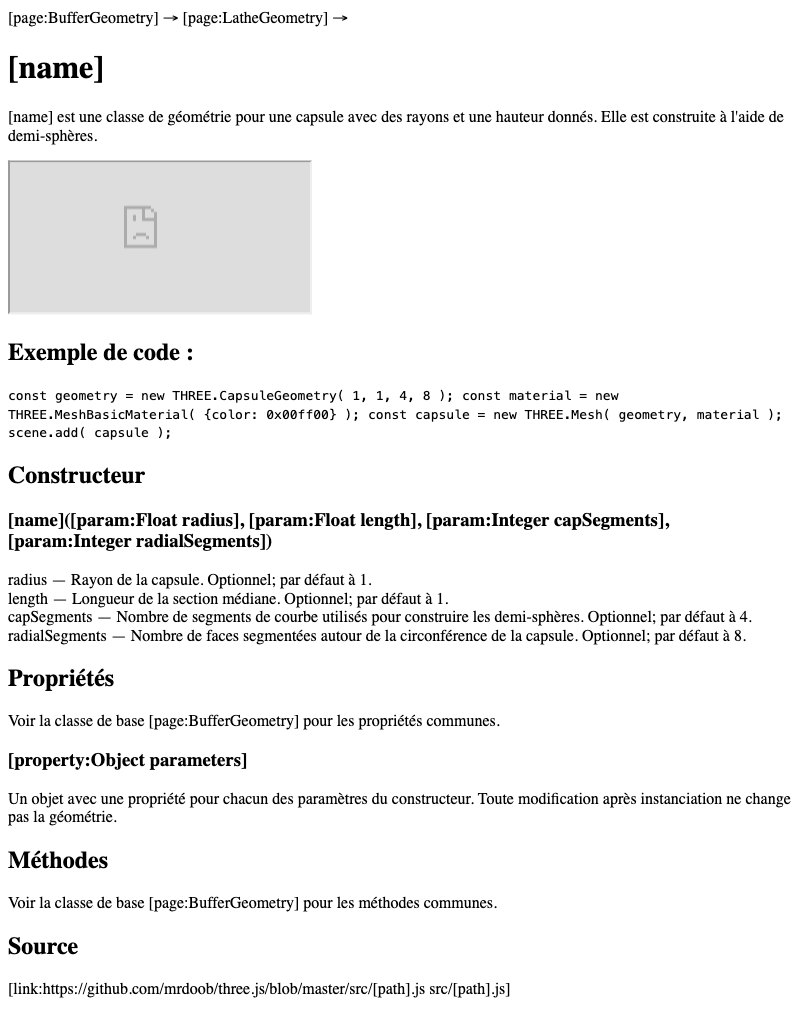 [page:BufferGeometry] → [page:LatheGeometry] →
[name]
[name] est une classe de géométrie pour une capsule avec des rayons et une hauteur donnés. Elle est construite à l'aide de
demi-sphères.
Exemple de code :
const geometry = new THREE.CapsuleGeometry( 1, 1, 4, 8 ); const material = new
THREE.MeshBasicMaterial( {color: 0x00ff00} ); const capsule = new THREE.Mesh( geometry, material );
scene.add( capsule );
Constructeur
[name]([param:Float radius], [param:Float length], [param:Integer capSegments],
[param:Integer radialSegments])
radius — Rayon de la capsule. Optionnel; par défaut à 1.
length — Longueur de la section médiane. Optionnel; par défaut à 1.
capSegments — Nombre de segments de courbe utilisés pour construire les demi-sphères. Optionnel; par défaut à 4.
radialSegments — Nombre de faces segmentées autour de la circonférence de la capsule. Optionnel; par défaut à 8.
Propriétés
Voir la classe de base [page:BufferGeometry] pour les propriétés communes.
[property:Object parameters]
Un objet avec une propriété pour chacun des paramètres du constructeur. Toute modification après instanciation ne change
pas la géométrie.
Méthodes
Voir la classe de base [page:BufferGeometry] pour les méthodes communes.
Source
[link:https://github.com/mrdoob/three.js/blob/master/src/[path].js src/[path].js]